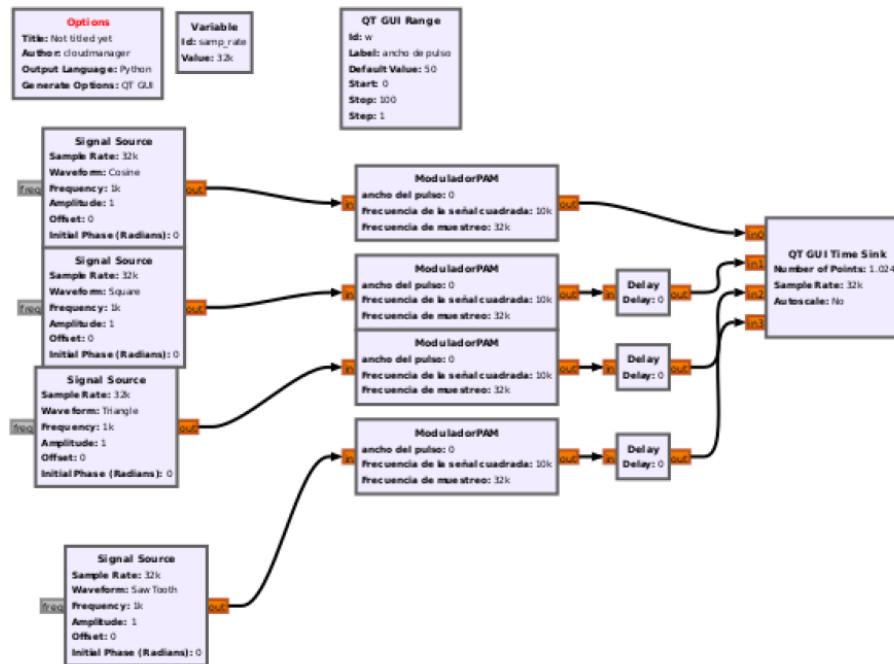 Options
Title: Not titled yet
Author: cloudmanager
Output Language: Python
Generate Options: QT GUI
Variable
Id: samp_rate
Value: 32k
QT GUI Range
Id: w
Label: ancho de pulso
Default Value: 50
Start: 0
Stop: 100
Step: 1
Signal Source
Sample Rate: 32k
Waveform: Cosine
Frequency: 1k
Amplitude: 1
Offset: 0
Initial Phase (Radians): 0
freq
out
ModuladorPAM
ancho del pulso: 0
Frecuencia de la señal cuadrada: 10k
Frecuencia de muestreo: 32k
in
out
Signal Source
Sample Rate: 32k
Waveform: Square
Frequency: 1k
Amplitude: 1
Offset: 0
Initial Phase (Radians): 0
freq
out
ModuladorPAM
ancho del pulso: 0
Frecuencia de la señal cuadrada: 10k
Frecuencia de muestreo: 32k
in
out
Delay
Delay: 0
in
out
Signal Source
Sample Rate: 32k
Waveform: Triangle
Frequency: 1k
Amplitude: 1
Offset: 0
Initial Phase (Radians): 0
freq
out
ModuladorPAM
ancho del pulso: 0
Frecuencia de la señal cuadrada: 10k
Frecuencia de muestreo: 32k
in
out
Delay
Delay: 0
in
out
Signal Source
Sample Rate: 32k
Waveform: Saw Tooth
Frequency: 1k
Amplitude: 1
Offset: 0
Initial Phase (Radians): 0
freq
out
ModuladorPAM
ancho del pulso: 0
Frecuencia de la señal cuadrada: 10k
Frecuencia de muestreo: 32k
in
out
Delay
Delay: 0
in
out
QT GUI Time Sink
Number of Points: 1.024
Sample Rate: 32k
Autoscale: No
in0
in1
in2
in3